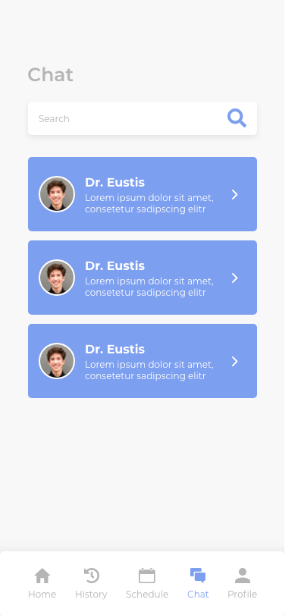 Chat
Search
Dr. Eustis
Lorem ipsum dolor sit amet,
consetetur sadipscing elitr
Dr. Eustis
Lorem ipsum dolor sit amet,
consetetur sadipscing elitr
Dr. Eustis
Lorem ipsum dolor sit amet,
consetetur sadipscing elitr
Home History Schedule Chat Profile